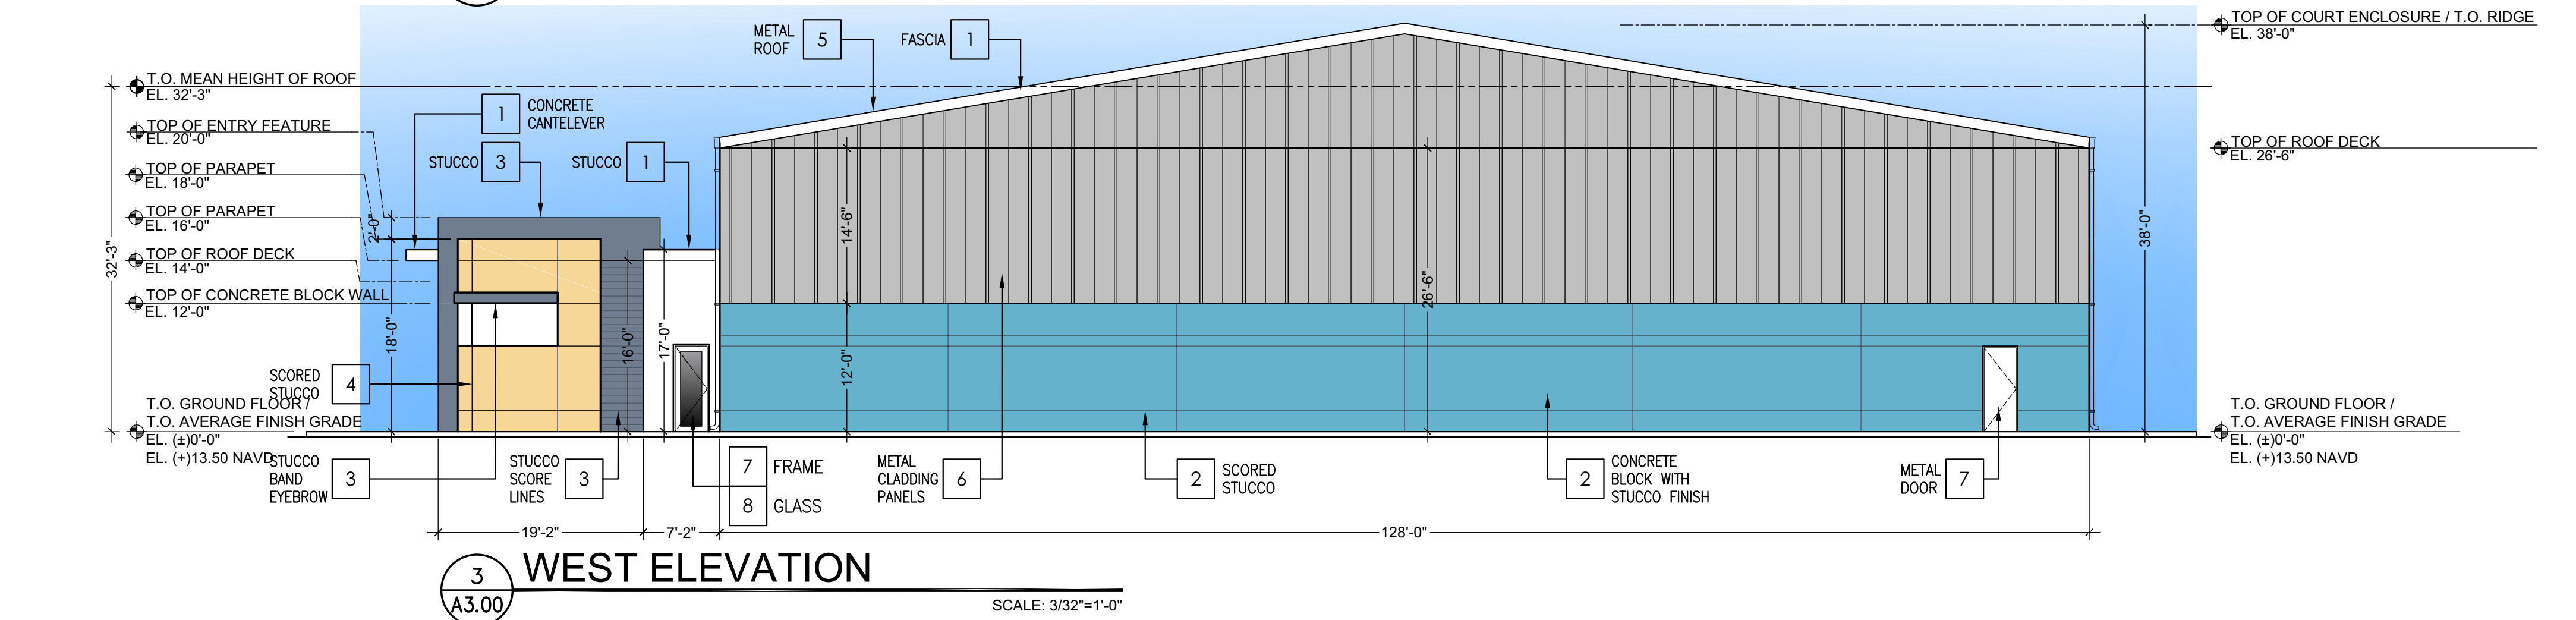 TOP OF COURT ENCLOSURE / T.O. RIDGE
EL. 38'-0"
METAL
ROOF
5
FASCIA
1
T.O. MEAN HEIGHT OF ROOF
EL. 32'-3"
1
CONCRETE
CANTELEVER
TOP OF ENTRY FEATURE
EL. 20'-0"
TOP OF ROOF DECK
EL. 26'-6"
STUCCO
3
STUCCO
1
TOP OF PARAPET
EL. 18'-0"
TOP OF PARAPET
EL. 16'-0"
2'-0"
14'-6"
38'-0"
32'-3"
TOP OF ROOF DECK
EL. 14'-0"
26'-6"
TOP OF CONCRETE BLOCK WALL
EL. 12'-0"
18'-0"
16'-0"
17'-0"
12'-0"
SCORED
STUCCO
4
T.O. GROUND FLOOR /
T.O. AVERAGE FINISH GRADE
EL. (±)0'-0"
EL. (+)13.50 NAVD
T.O. GROUND FLOOR /
T.O. AVERAGE FINISH GRADE
EL. (±)0'-0"
EL. (+)13.50 NAVD
STUCCO
BAND
EYEBROW
3
STUCCO
SCORE
LINES
3
7
FRAME
8
GLASS
METAL
CLADDING
PANELS
6
2
SCORED
STUCCO
2
CONCRETE
BLOCK WITH
STUCCO FINISH
METAL
DOOR
7
19'-2"
7'-2"
128'-0"
3
A3.00
WEST ELEVATION
SCALE: 3/32"=1'-0"